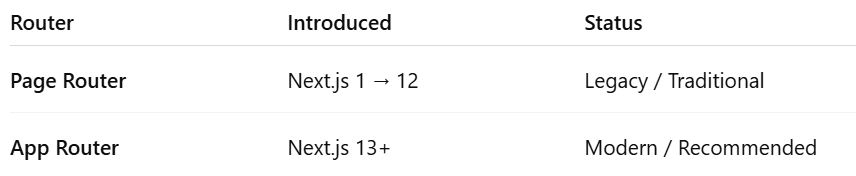 Router Introduced Status
Page Router Next.js 1 → 12 Legacy / Traditional
App Router Next.js 13+ Modern / Recommended